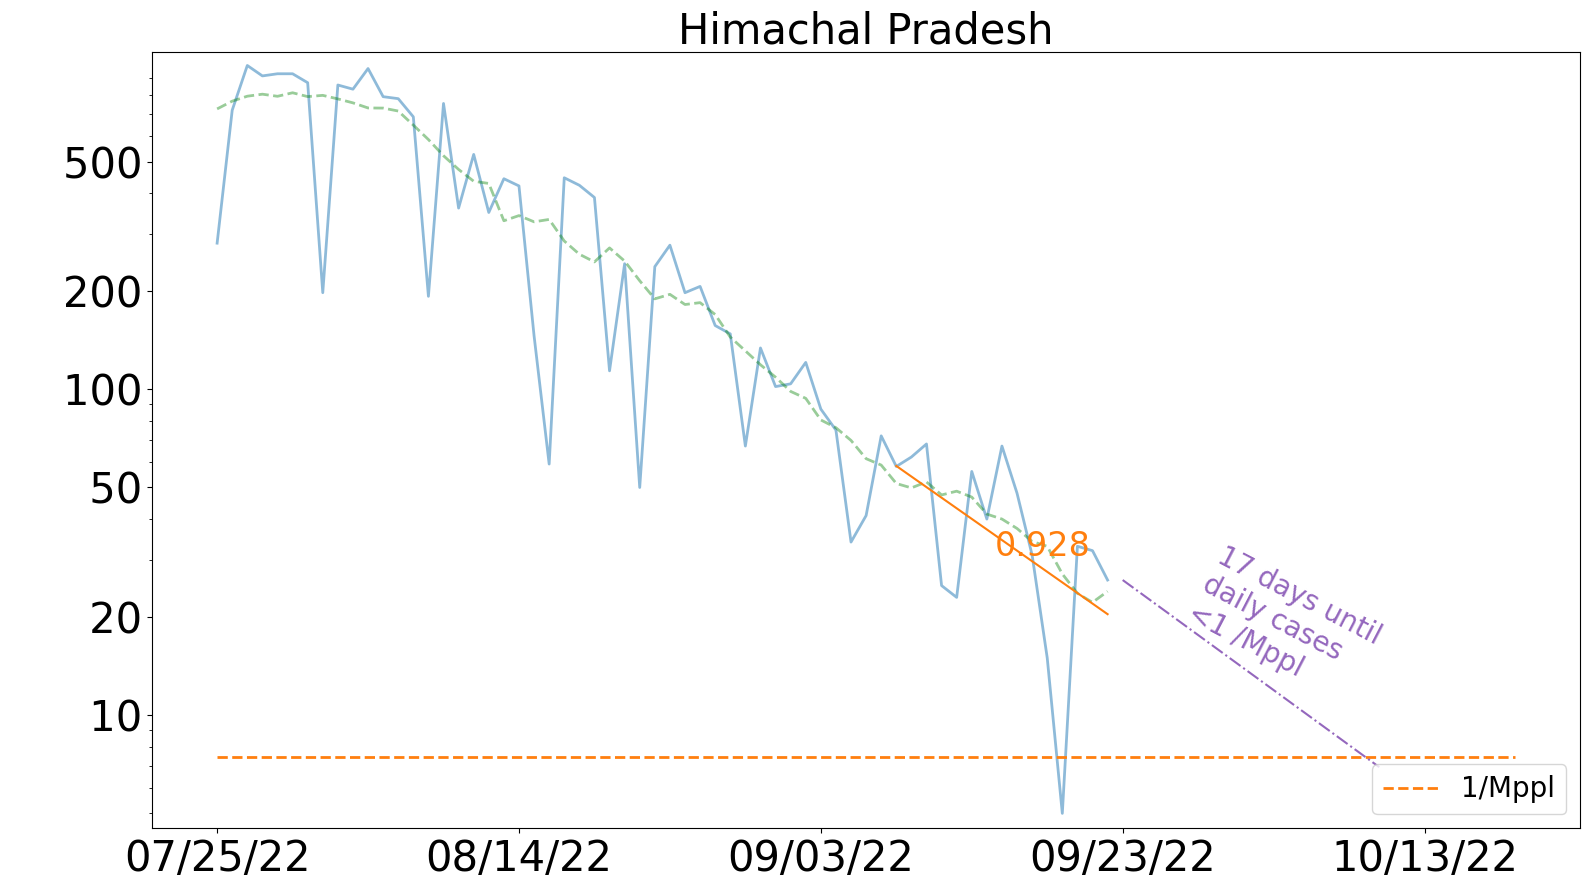 Himachal Pradesh
500
200
100
50
20
10
0.928
17 days until
daily cases
<1 /Mppl
1/Mppl
07/25/22
08/14/22
09/03/22
09/23/22
10/13/22